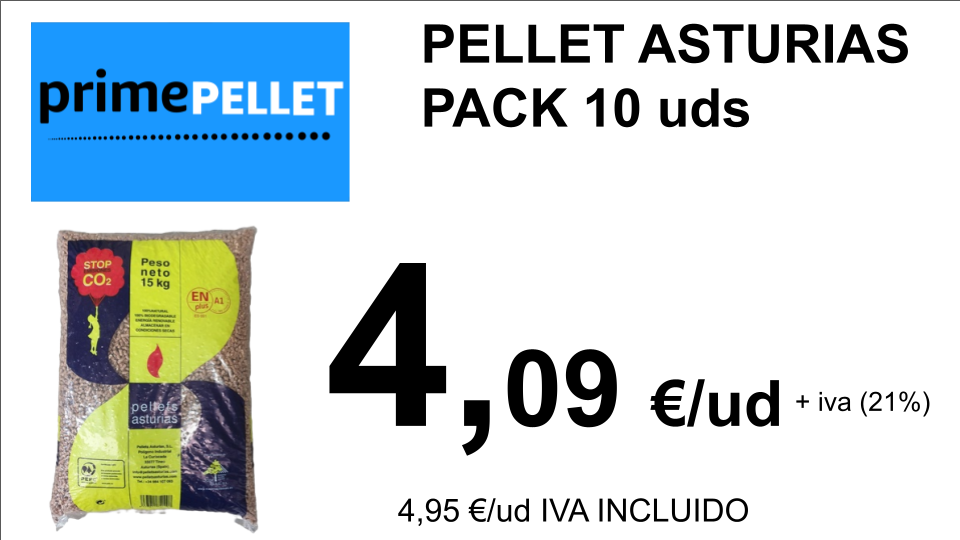 primePELLET
PELLET ASTURIAS
PACK 10 uds
STOP
CO2
Peso
neto
15 kg
EN
plus
A1
pellets
asturias
4,09 €/ud + iva (21%)
4,95 €/ud IVA INCLUIDO